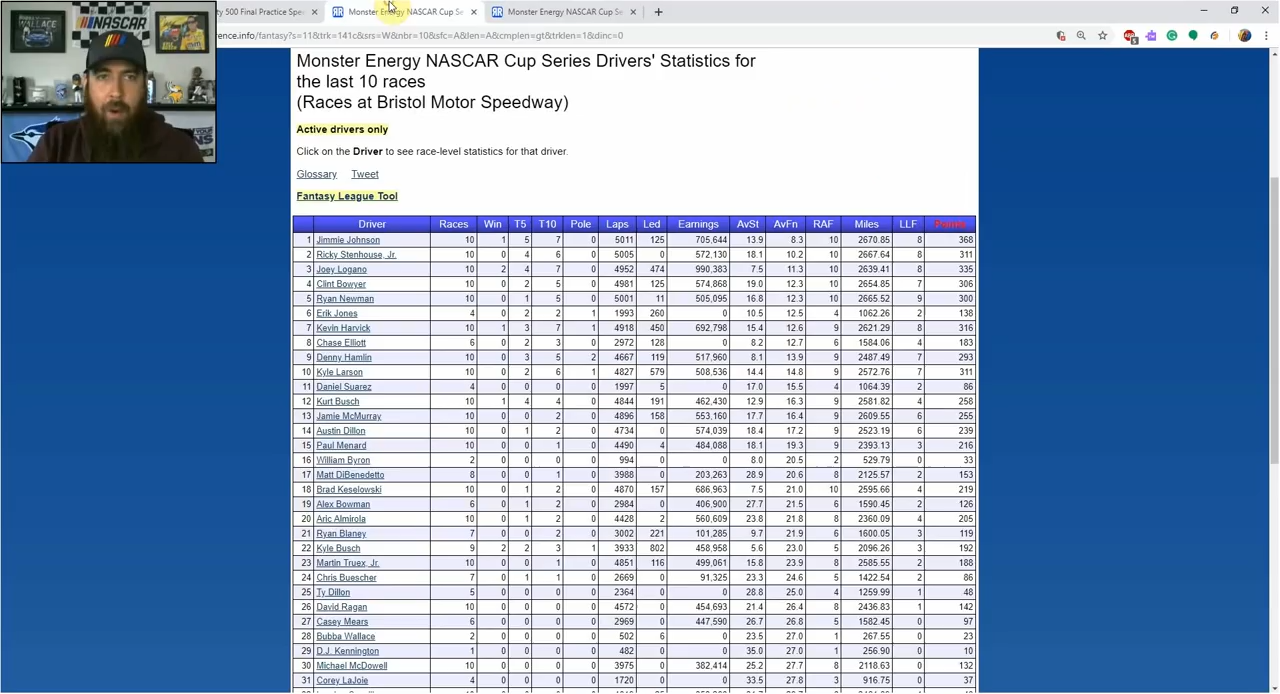 ty 500 Final Practice Spe
Monster Energy NASCAR Cup Se
Monster Energy NASCAR Cup Se
rence.info/fantasy?s=11&trk=141c&srs=W&nbr=10&sfc=A&len=A&cmplen=gt&trklen=1&dinc=0
WALLACE
NASCAR
Monster Energy NASCAR Cup Series Drivers' Statistics for
the last 10 races
(Races at Bristol Motor Speedway)
Active drivers only
Click on the Driver to see race-level statistics for that driver.
Glossary Tweet
Fantasy League Tool
Driver Races Win T5 T10 Pole Laps Led Earnings AvSt AvFn RAF Miles LLF Points
1 Jimmie Johnson 10 1 5 7 0 5011 125 705,644 13.9 8.3 10 2670.85 8 368
2 Ricky Stenhouse, Jr. 10 0 4 6 0 5005 0 572,130 18.1 10.2 10 2667.64 8 311
3 Joey Logano 10 2 4 7 0 4952 474 990,383 7.5 11.3 10 2639.41 8 335
4 Clint Bowyer 10 0 2 5 0 4981 125 574,868 19.0 12.3 10 2654.85 7 306
5 Ryan Newman 10 0 1 5 0 5001 11 505,095 16.8 12.3 10 2665.52 9 300
6 Erik Jones 4 0 2 2 1 1993 260 0 10.5 12.5 4 1062.26 2 138
7 Kevin Harvick 10 1 3 7 1 4918 450 692,798 15.4 12.6 9 2621.29 8 316
8 Chase Elliott 6 0 2 3 0 2972 128 0 8.2 12.7 6 1584.06 4 183
9 Denny Hamlin 10 0 3 5 2 4667 119 517,960 8.1 13.9 9 2487.49 7 293
10 Kyle Larson 10 0 2 6 1 4827 579 508,536 14.4 14.8 9 2572.76 7 311
11 Daniel Suarez 4 0 0 0 0 1997 5 0 17.0 15.5 4 1064.39 2 86
12 Kurt Busch 10 1 4 4 0 4844 191 462,430 12.9 16.3 9 2581.82 4 258
13 Jamie McMurray 10 0 0 2 0 4896 158 553,160 17.7 16.4 9 2609.55 6 255
14 Austin Dillon 10 0 1 2 0 4734 0 574,039 18.4 17.2 9 2523.19 6 239
15 Paul Menard 10 0 0 1 0 4490 4 484,088 18.1 19.3 9 2393.13 3 216
16 William Byron 2 0 0 0 0 994 0 0 8.0 20.5 2 529.79 0 33
17 Matt DiBenedetto 8 0 0 1 0 3988 0 203,263 28.9 20.6 8 2125.57 2 153
18 Brad Keselowski 10 0 1 2 0 4870 157 686,963 7.5 21.0 10 2595.66 4 219
19 Alex Bowman 6 0 1 2 0 2984 0 406,900 27.7 21.5 6 1590.45 2 126
20 Aric Almirola 10 0 1 2 0 4428 2 560,609 23.8 21.8 8 2360.09 4 205
21 Ryan Blaney 7 0 0 2 0 3002 221 101,285 9.7 21.9 6 1600.05 3 119
22 Kyle Busch 9 2 2 3 1 3933 802 458,958 5.6 23.0 5 2096.26 3 192
23 Martin Truex, Jr. 10 0 0 1 0 4851 116 499,061 15.8 23.9 8 2585.55 2 188
24 Chris Buescher 7 0 1 1 0 2669 0 91,325 23.3 24.6 5 1422.54 2 86
25 Ty Dillon 5 0 0 0 0 2364 0 0 28.8 25.0 4 1259.99 1 48
26 David Ragan 10 0 0 0 0 4572 0 454,693 21.4 26.4 8 2436.83 1 142
27 Casey Mears 6 0 0 0 0 2969 0 447,590 26.7 26.8 5 1582.45 0 97
28 Bubba Wallace 2 0 0 0 0 502 6 0 23.5 27.0 1 267.55 0 23
29 D.J. Kennington 1 0 0 0 0 482 0 0 35.0 27.0 1 256.90 0 10
30 Michael McDowell 10 0 0 0 0 3975 0 382,414 25.2 27.7 8 2118.63 0 132
31 Corey LaJoie 4 0 0 0 0 1720 0 0 33.5 27.8 3 916.75 0 37